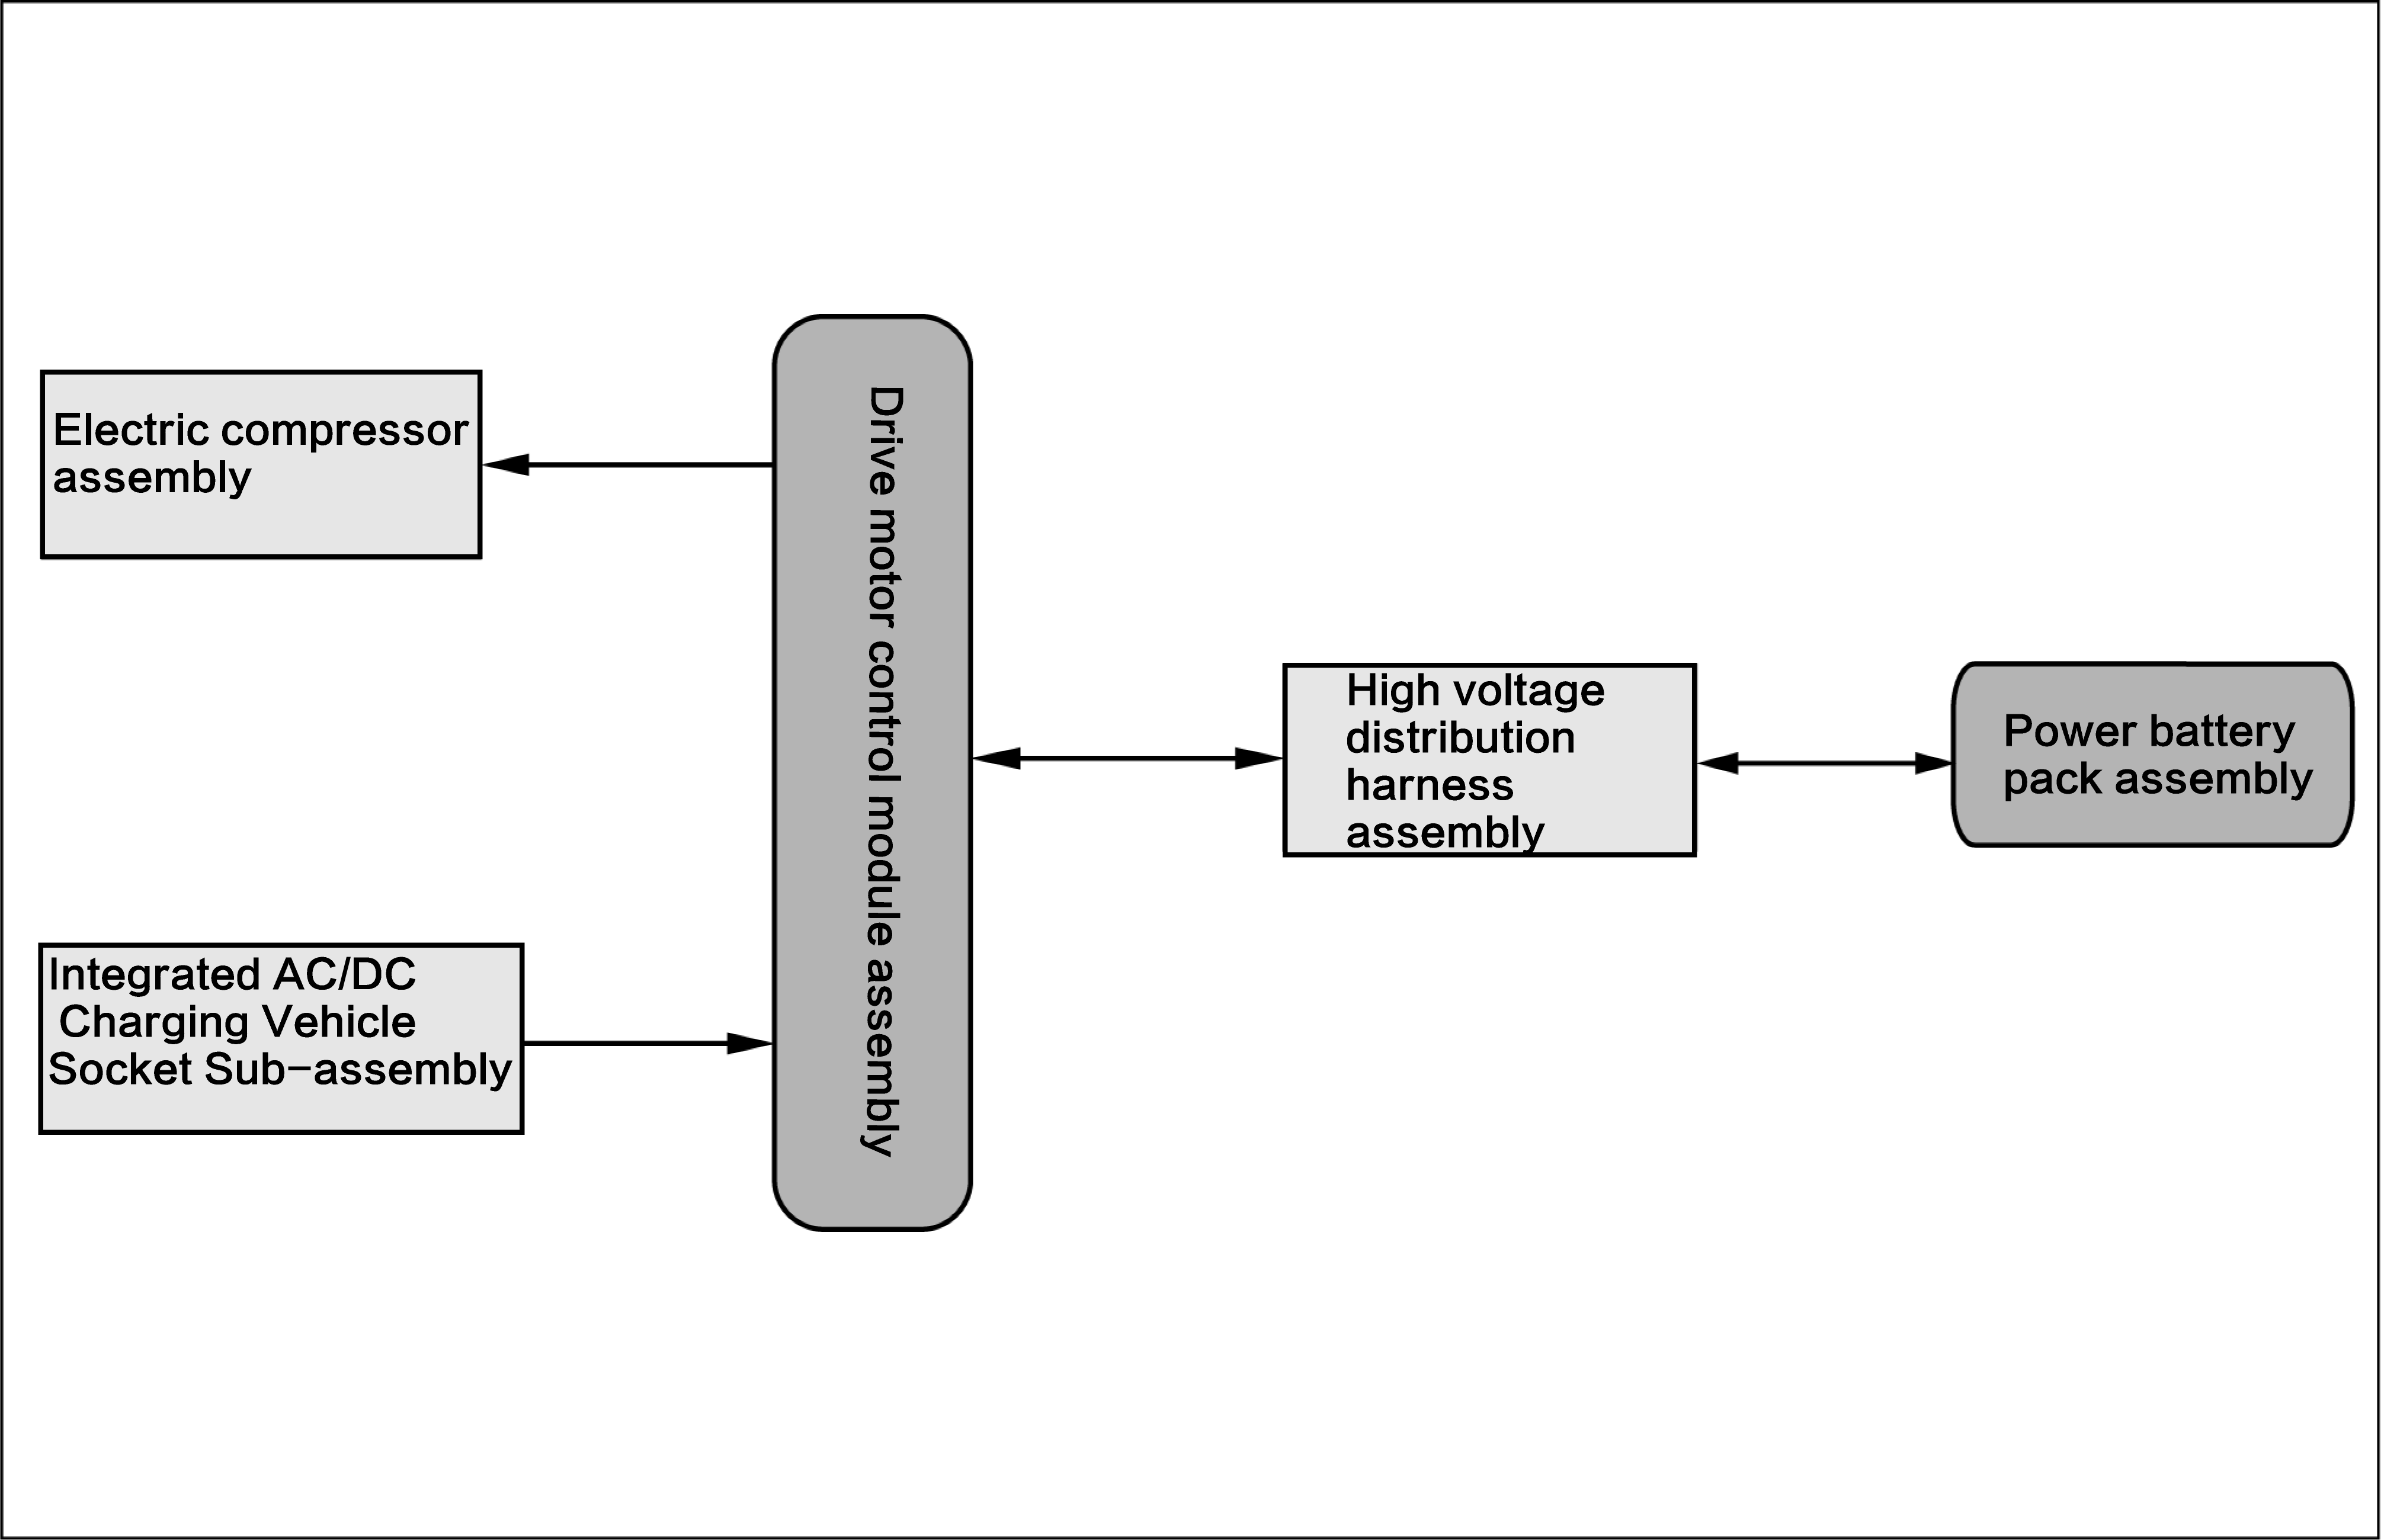 Electric compressor
assembly
Integrated AC/DC
Charging Vehicle
Socket Sub-assembly
Drive motor control module assembly
High voltage
distribution
harness
assembly
Power battery
pack assembly